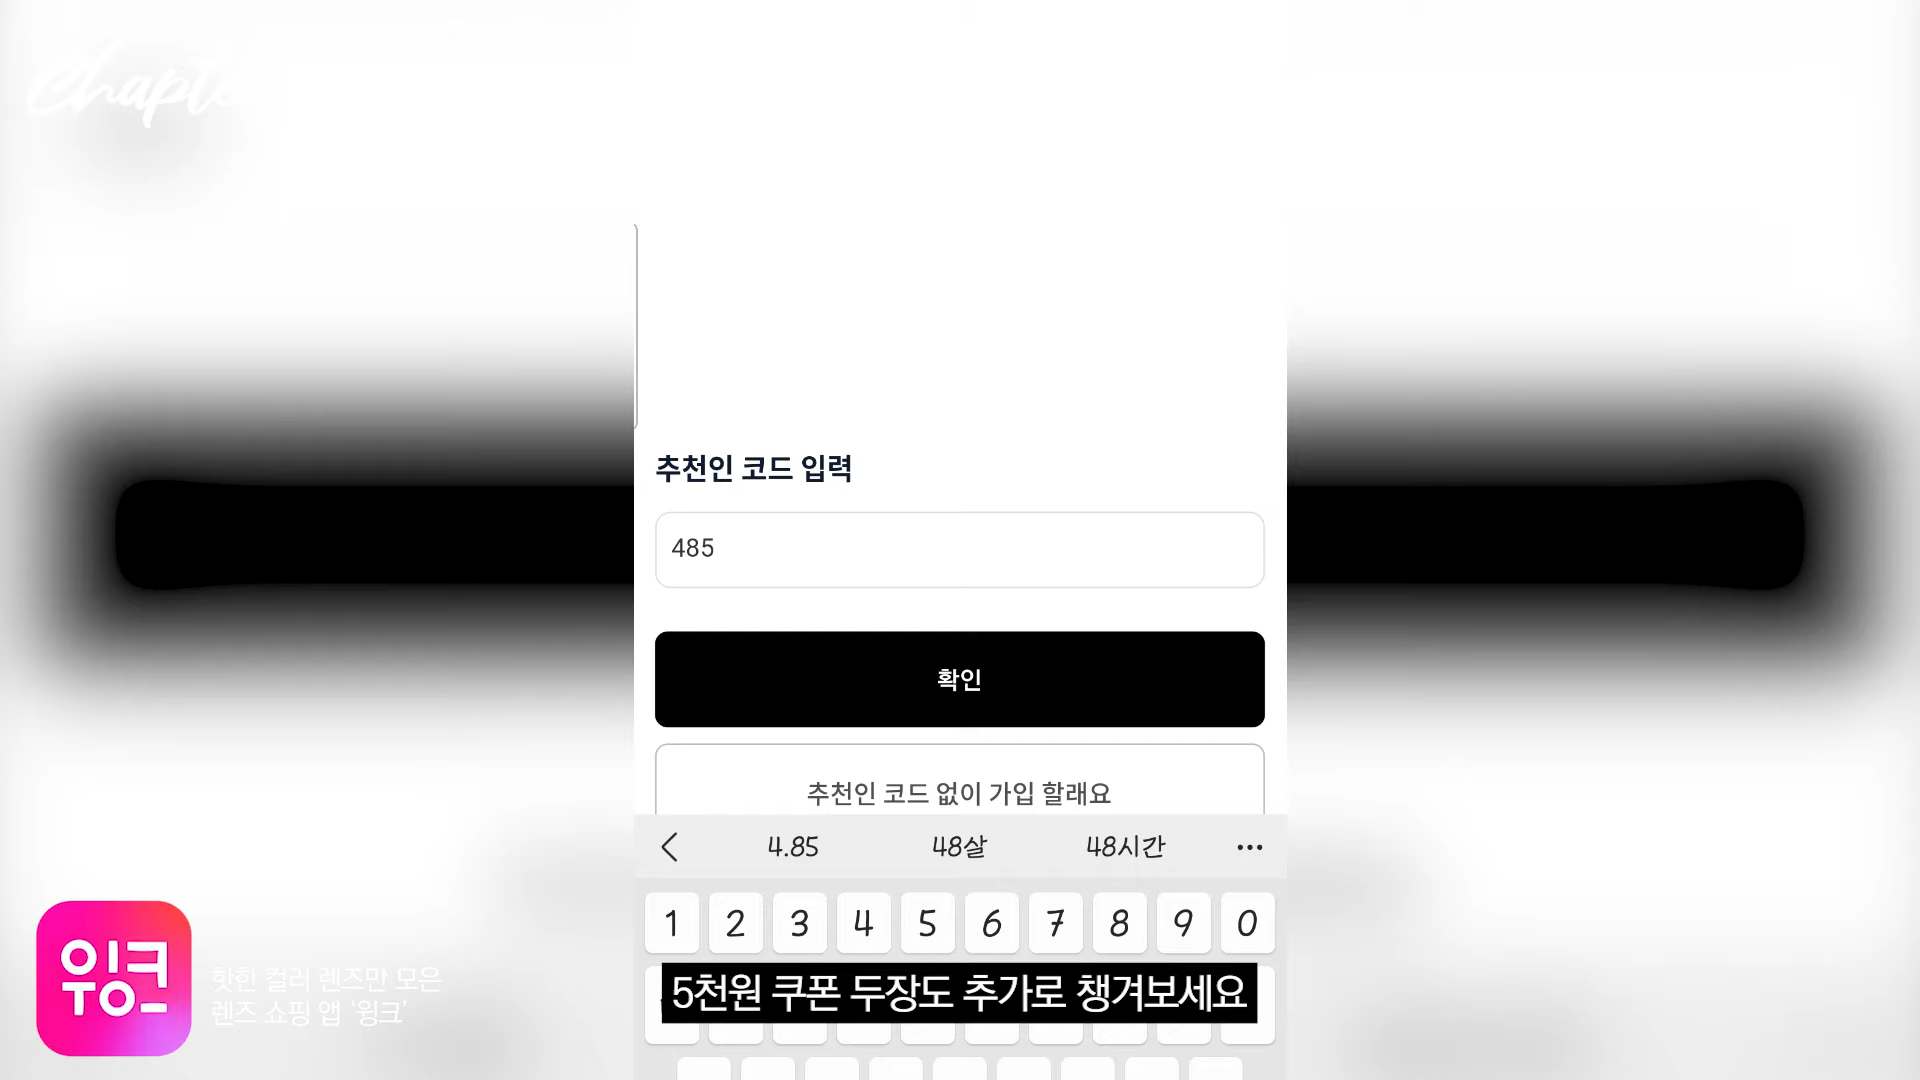 추천인 코드 입력
485
확인
추천인 코드 없이 가입 할래요
4.85 48살 48시간
1 2 3 4 5 6 7 8 9 0
5천원 쿠폰 두장도 추가로 챙겨보세요
윙크
핫한 컬러 렌즈만 모은
렌즈 쇼핑 앱 '윙크'